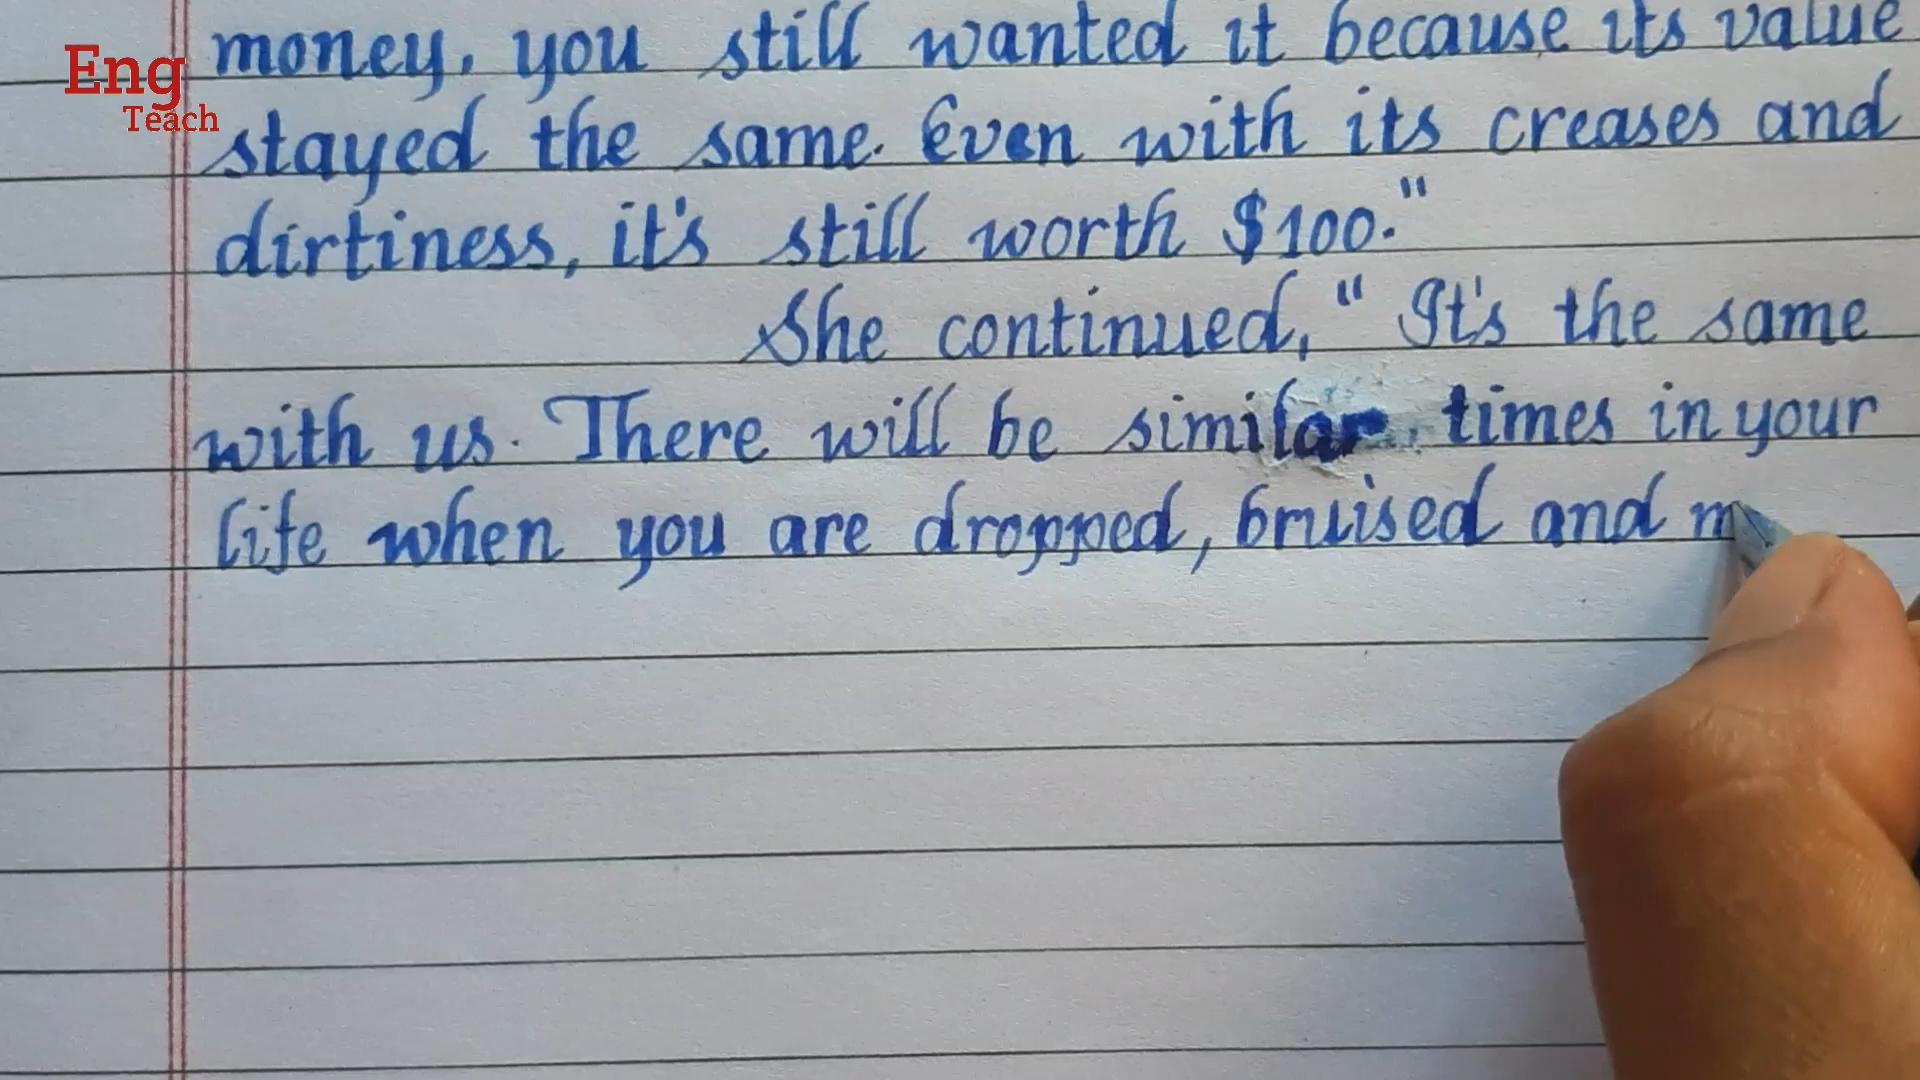 Eng
Teach
money, you still wanted it because its value
stayed the same. Even with its creases and
dirtiness, it's still worth $100."
She continued, " It's the same
with us. There will be similar times in your
life when you are dropped, bruised and m